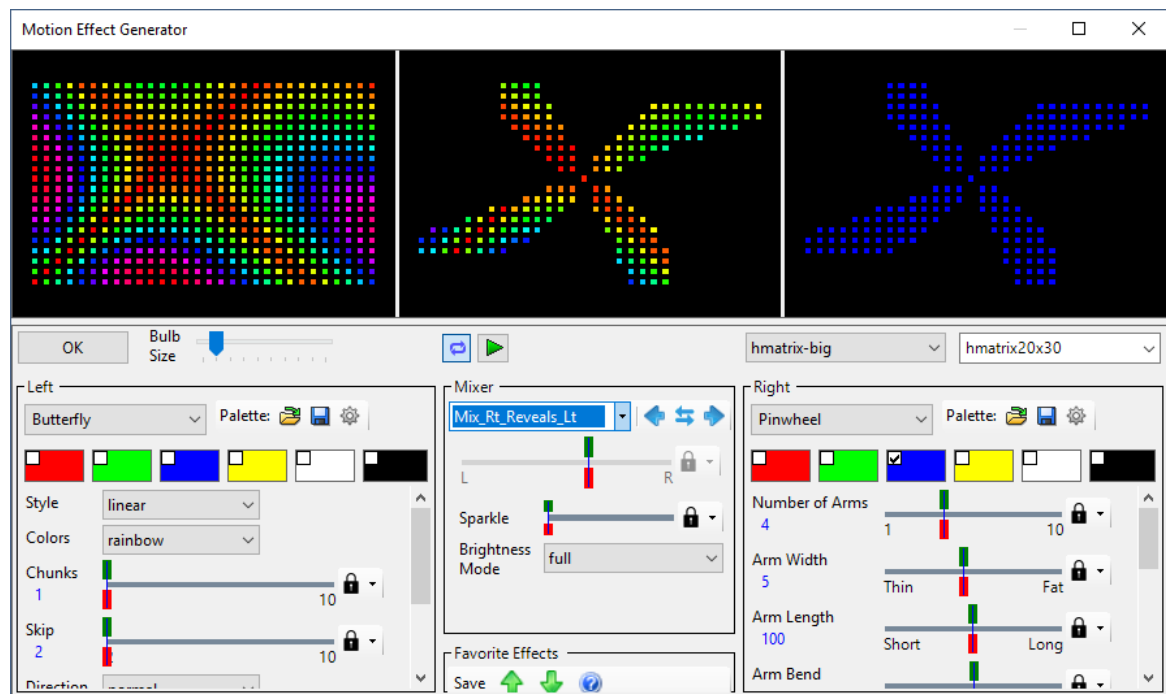 Motion Effect Generator
OK
Bulb
Size
hmatrix-big
hmatrix20x30
Left
Butterfly
Palette:
Style
linear
Colors
rainbow
Chunks
1
10
Skip
2
10
Direction
normal
Mixer
Mix_Rt_Reveals_Lt
L
R
Sparkle
Brightness
Mode
full
Favorite Effects
Save
Right
Pinwheel
Palette:
Number of Arms
4
1
10
Arm Width
5
Thin
Fat
Arm Length
100
Short
Long
Arm Bend